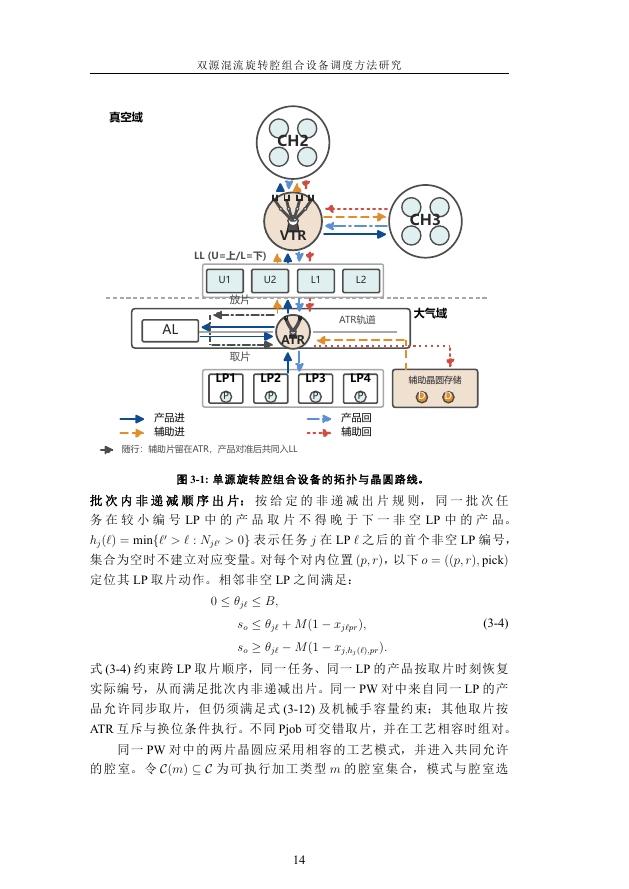 双源混流旋转腔组合设备调度方法研究
真空域
CH2
CH3
VTR
LL (U=上/L=下)
U1 U2 L1 L2
放片
大气域
AL
ATR轨道
ATR
取片
LP1 LP2 LP3 LP4
P P P P
辅助晶圆存储
D D
产品进 产品回
辅助进 辅助回
随行：辅助片留在ATR，产品对准后共同入LL
图 3-1: 单源旋转腔组合设备的拓扑与晶圆路线。
批次内非递减顺序出片：按给定的非递减出片规则，同一批次任
务在较小编号 LP 中的产品取片不得晚于下一非空 LP 中的产品。
hj(ℓ) = min{ℓ′ > ℓ : Njℓ′ > 0} 表示任务 j 在 LP ℓ 之后的首个非空 LP 编号，
集合为空时不建立对应变量。对每个对内位置 (p, r)，以下 o = ((p, r), pick)
定位其 LP 取片动作。相邻非空 LP 之间满足：
0 ≤ θjℓ ≤ B,
so ≤ θjℓ + M(1 − xjℓpr), (3-4)
so ≥ θjℓ − M(1 − xj,hj(ℓ),pr).
式 (3-4) 约束跨 LP 取片顺序，同一任务、同一 LP 的产品按取片时刻恢复
实际编号，从而满足批次内非递减出片。同一 PW 对中来自同一 LP 的产
品允许同步取片，但仍须满足式 (3-12) 及机械手容量约束；其他取片按
ATR 互斥与换位条件执行。不同 Pjob 可交错取片，并在工艺相容时组对。
同一 PW 对中的两片晶圆应采用相容的工艺模式，并进入共同允许
的腔室。令 C(m) ⊆ C 为可执行加工类型 m 的腔室集合，模式与腔室选
14